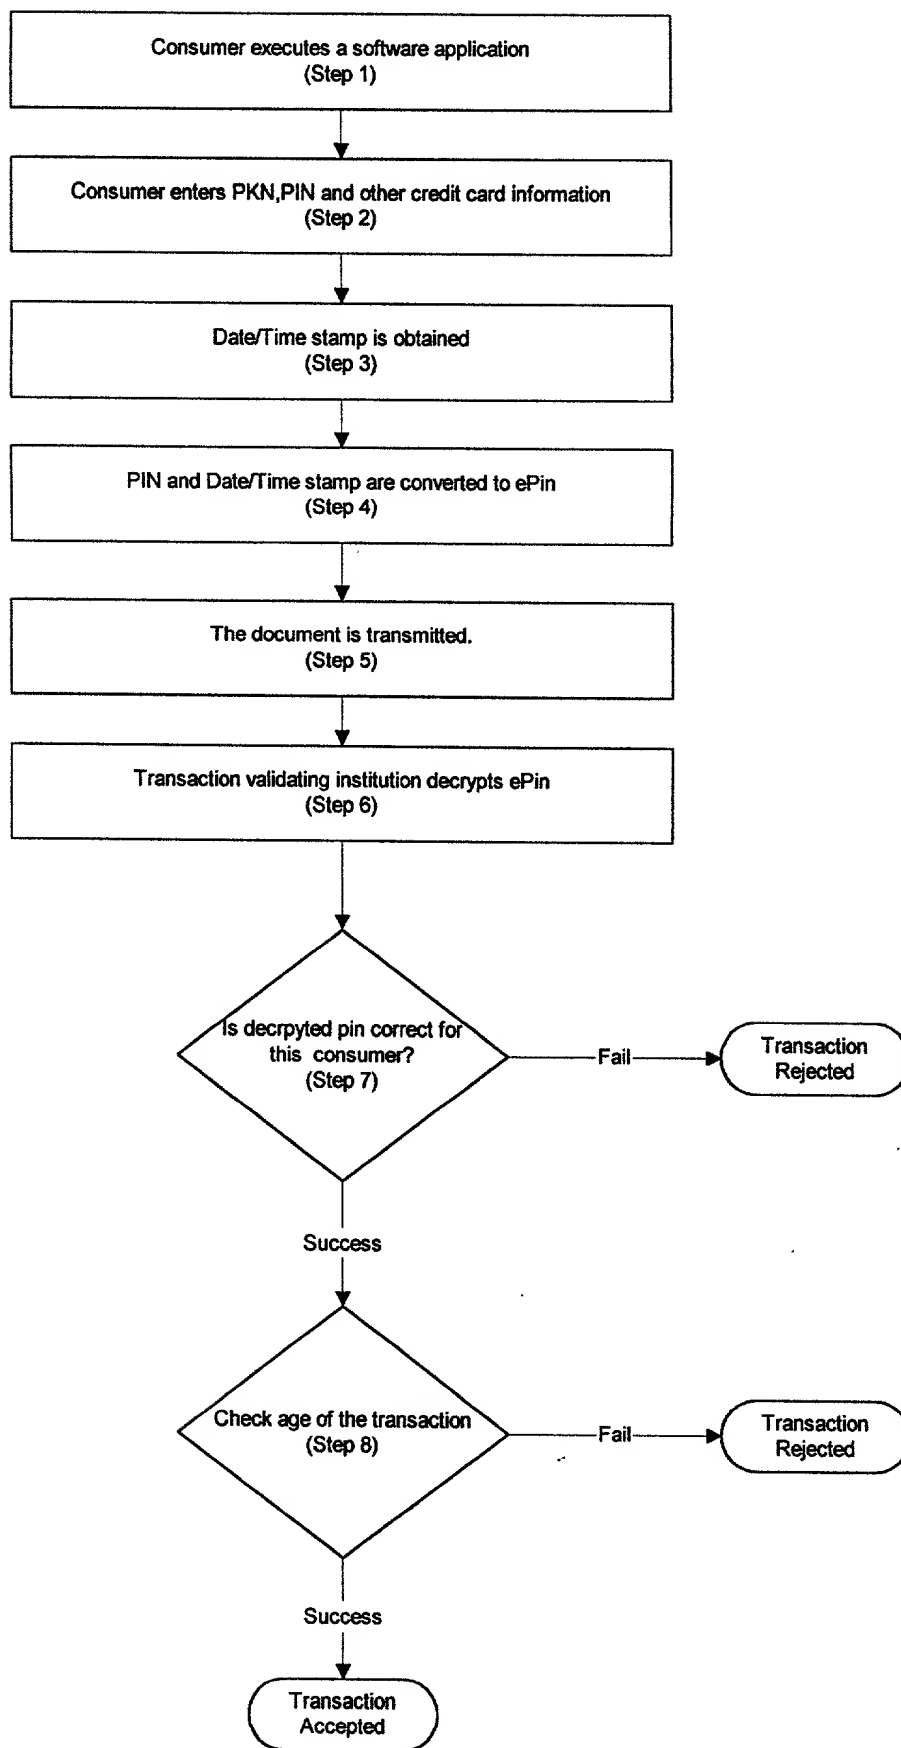 Consumer executes a software application
(Step 1)
Consumer enters PKN,PIN and other credit card information
(Step 2)
Date/Time stamp is obtained
(Step 3)
PIN and Date/Time stamp are converted to ePin
(Step 4)
The document is transmitted.
(Step 5)
Transaction validating institution decrypts ePin
(Step 6)
Is decrpyted pin correct for
this consumer?
(Step 7)
Fail
Transaction
Rejected
Success
Check age of the transaction
(Step 8)
Fail
Transaction
Rejected
Success
Transaction
Accepted